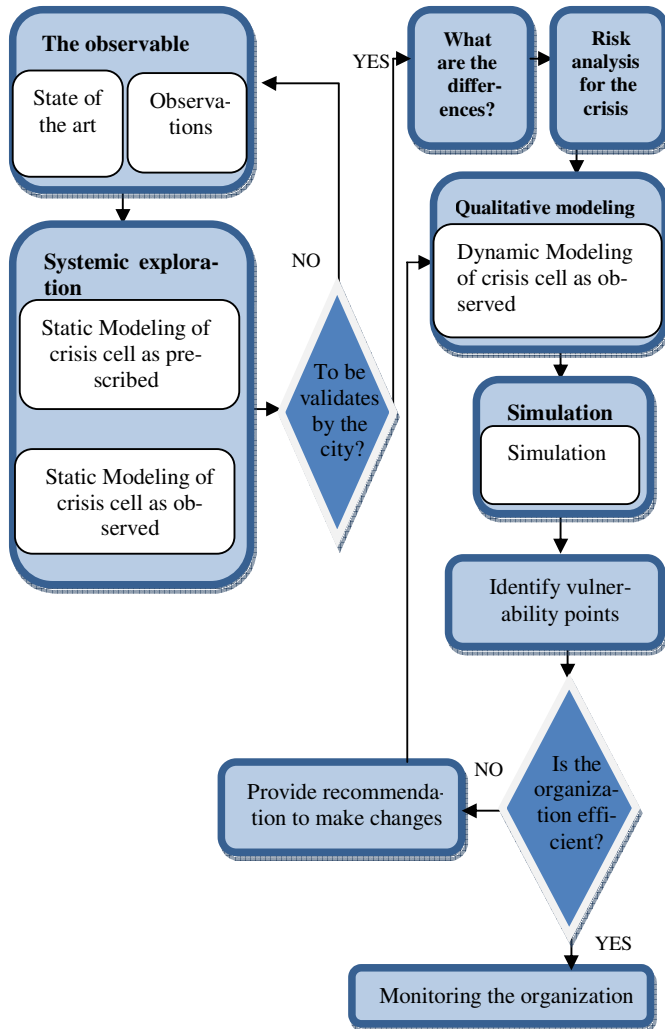 The observable
State of
the art
Observa-
tions
Systemic explora-
tion
Static Modeling of
crisis cell as pre-
scribed
Static Modeling of
crisis cell as ob-
served
NO
To be
validates
by the
city?
YES
What
are the
differ-
ences?
Risk
analysis
for the
crisis
Qualitative modeling
Dynamic Modeling
of crisis cell as ob-
served
Simulation
Simulation
Identify vulner-
ability points
Is the
organiza-
tion effi-
cient?
NO
Provide recommenda-
tion to make changes
YES
Monitoring the organization